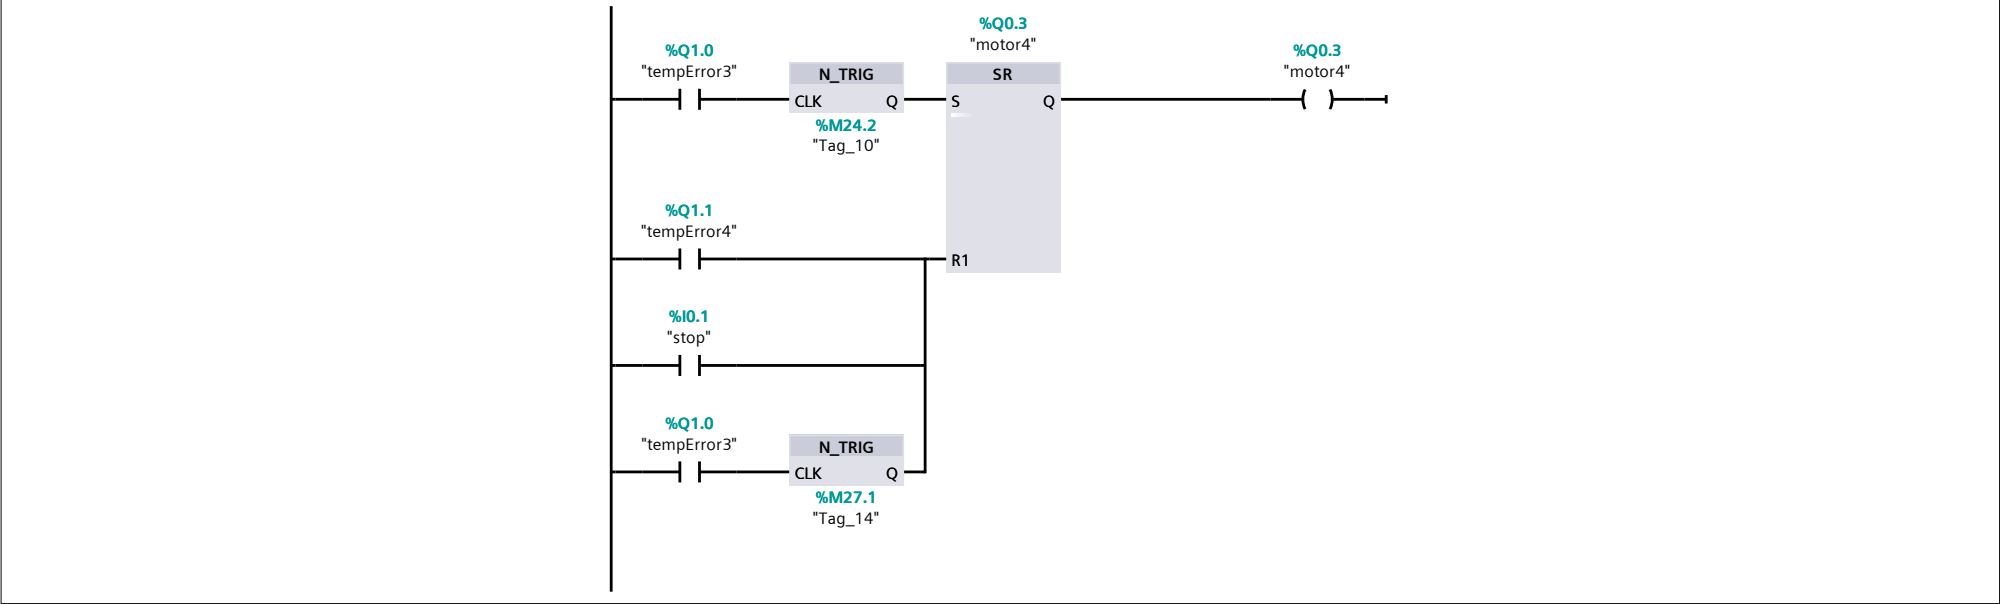 %Q0.3
"motor4"
%Q1.0
"tempError3"
%Q0.3
"motor4"
N_TRIG
SR
CLK Q
S Q
%M24.2
"Tag_10"
%Q1.1
"tempError4"
R1
%I0.1
"stop"
%Q1.0
"tempError3"
N_TRIG
CLK Q
%M27.1
"Tag_14"